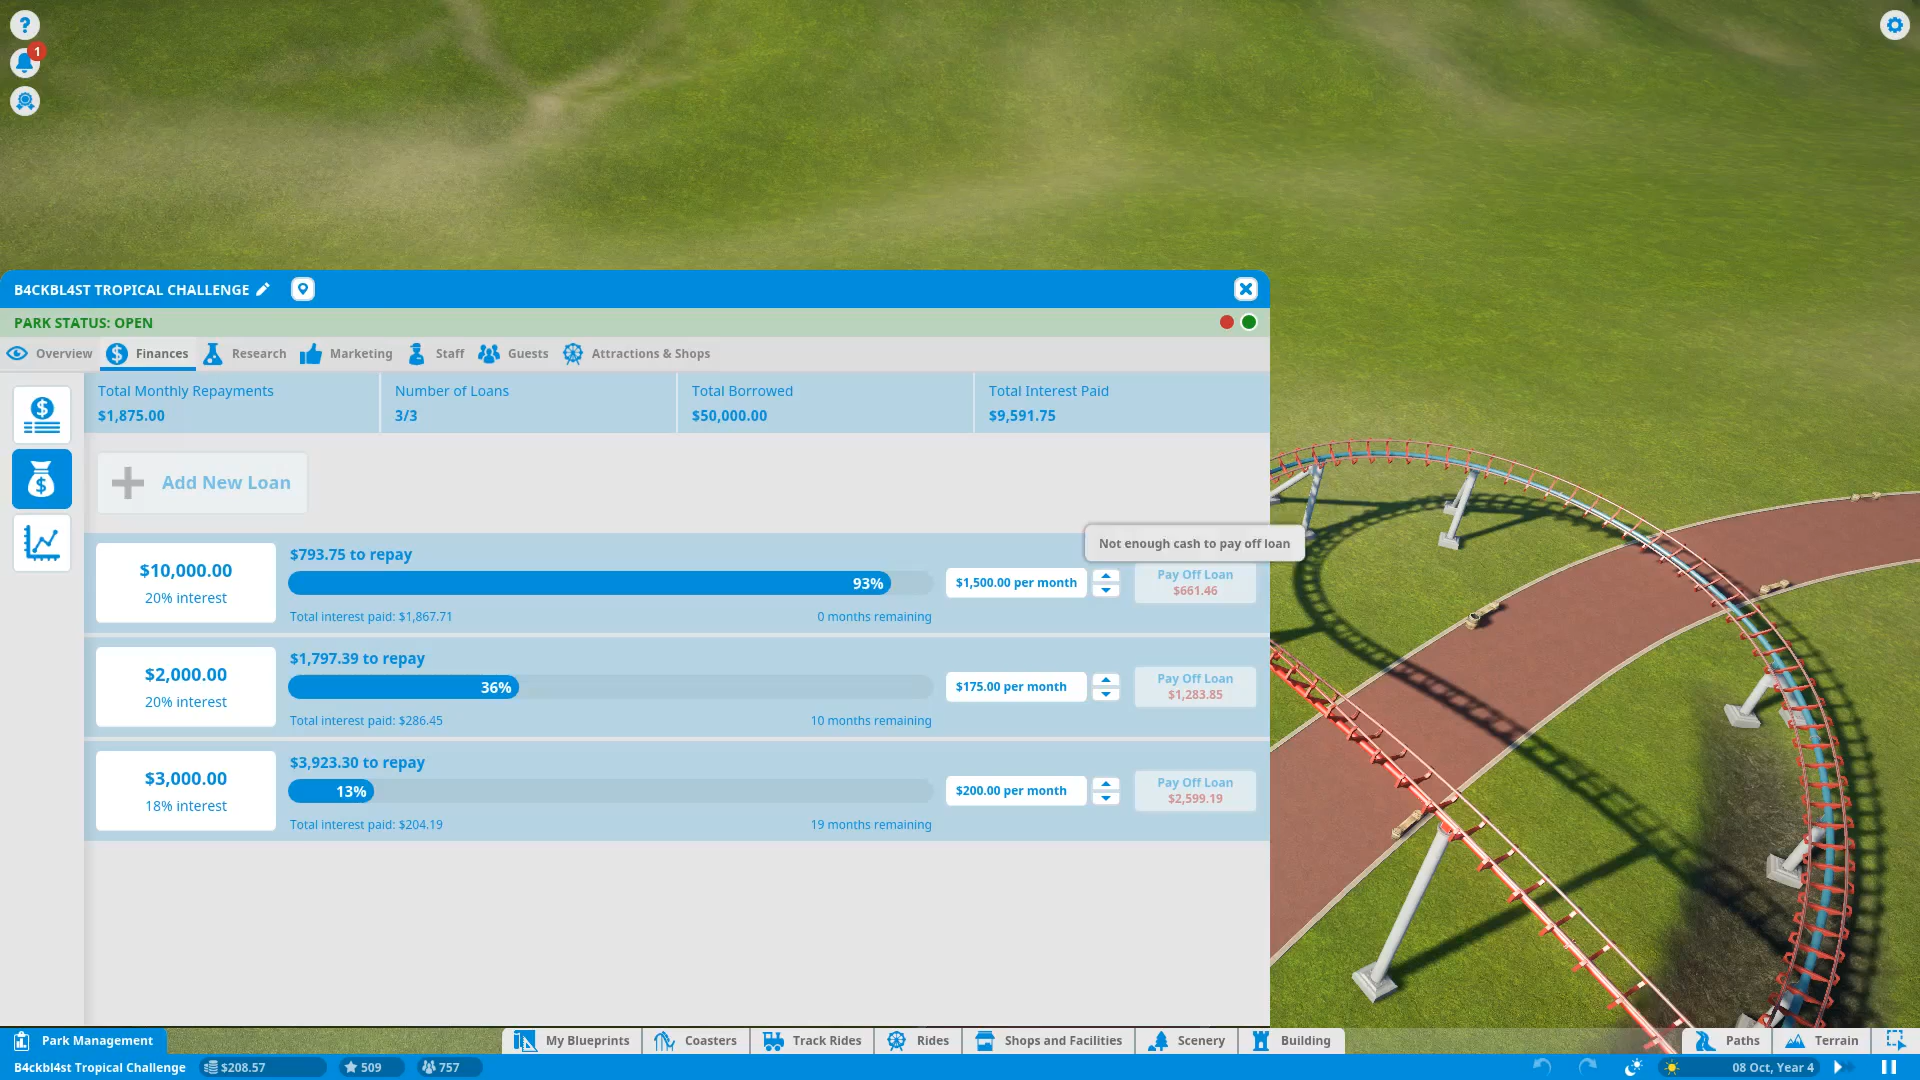 ?
1
B4CKBL4ST TROPICAL CHALLENGE
PARK STATUS: OPEN
Overview Finances Research Marketing Staff Guests Attractions & Shops
Total Monthly Repayments Number of Loans Total Borrowed Total Interest Paid
$1,875.00 3/3 $50,000.00 $9,591.75
Add New Loan
Not enough cash to pay off loan
$10,000.00
20% interest
$793.75 to repay
93%
Total interest paid: $1,867.71 0 months remaining
$1,500.00 per month
Pay Off Loan
$661.46
$2,000.00
20% interest
$1,797.39 to repay
36%
Total interest paid: $286.45 10 months remaining
$175.00 per month
Pay Off Loan
$1,283.85
$3,000.00
18% interest
$3,923.30 to repay
13%
Total interest paid: $204.19 19 months remaining
$200.00 per month
Pay Off Loan
$2,599.19
Park Management My Blueprints Coasters Track Rides Rides Shops and Facilities Scenery Building Paths Terrain
B4ckbl4st Tropical Challenge $208.57 509 757 08 Oct, Year 4